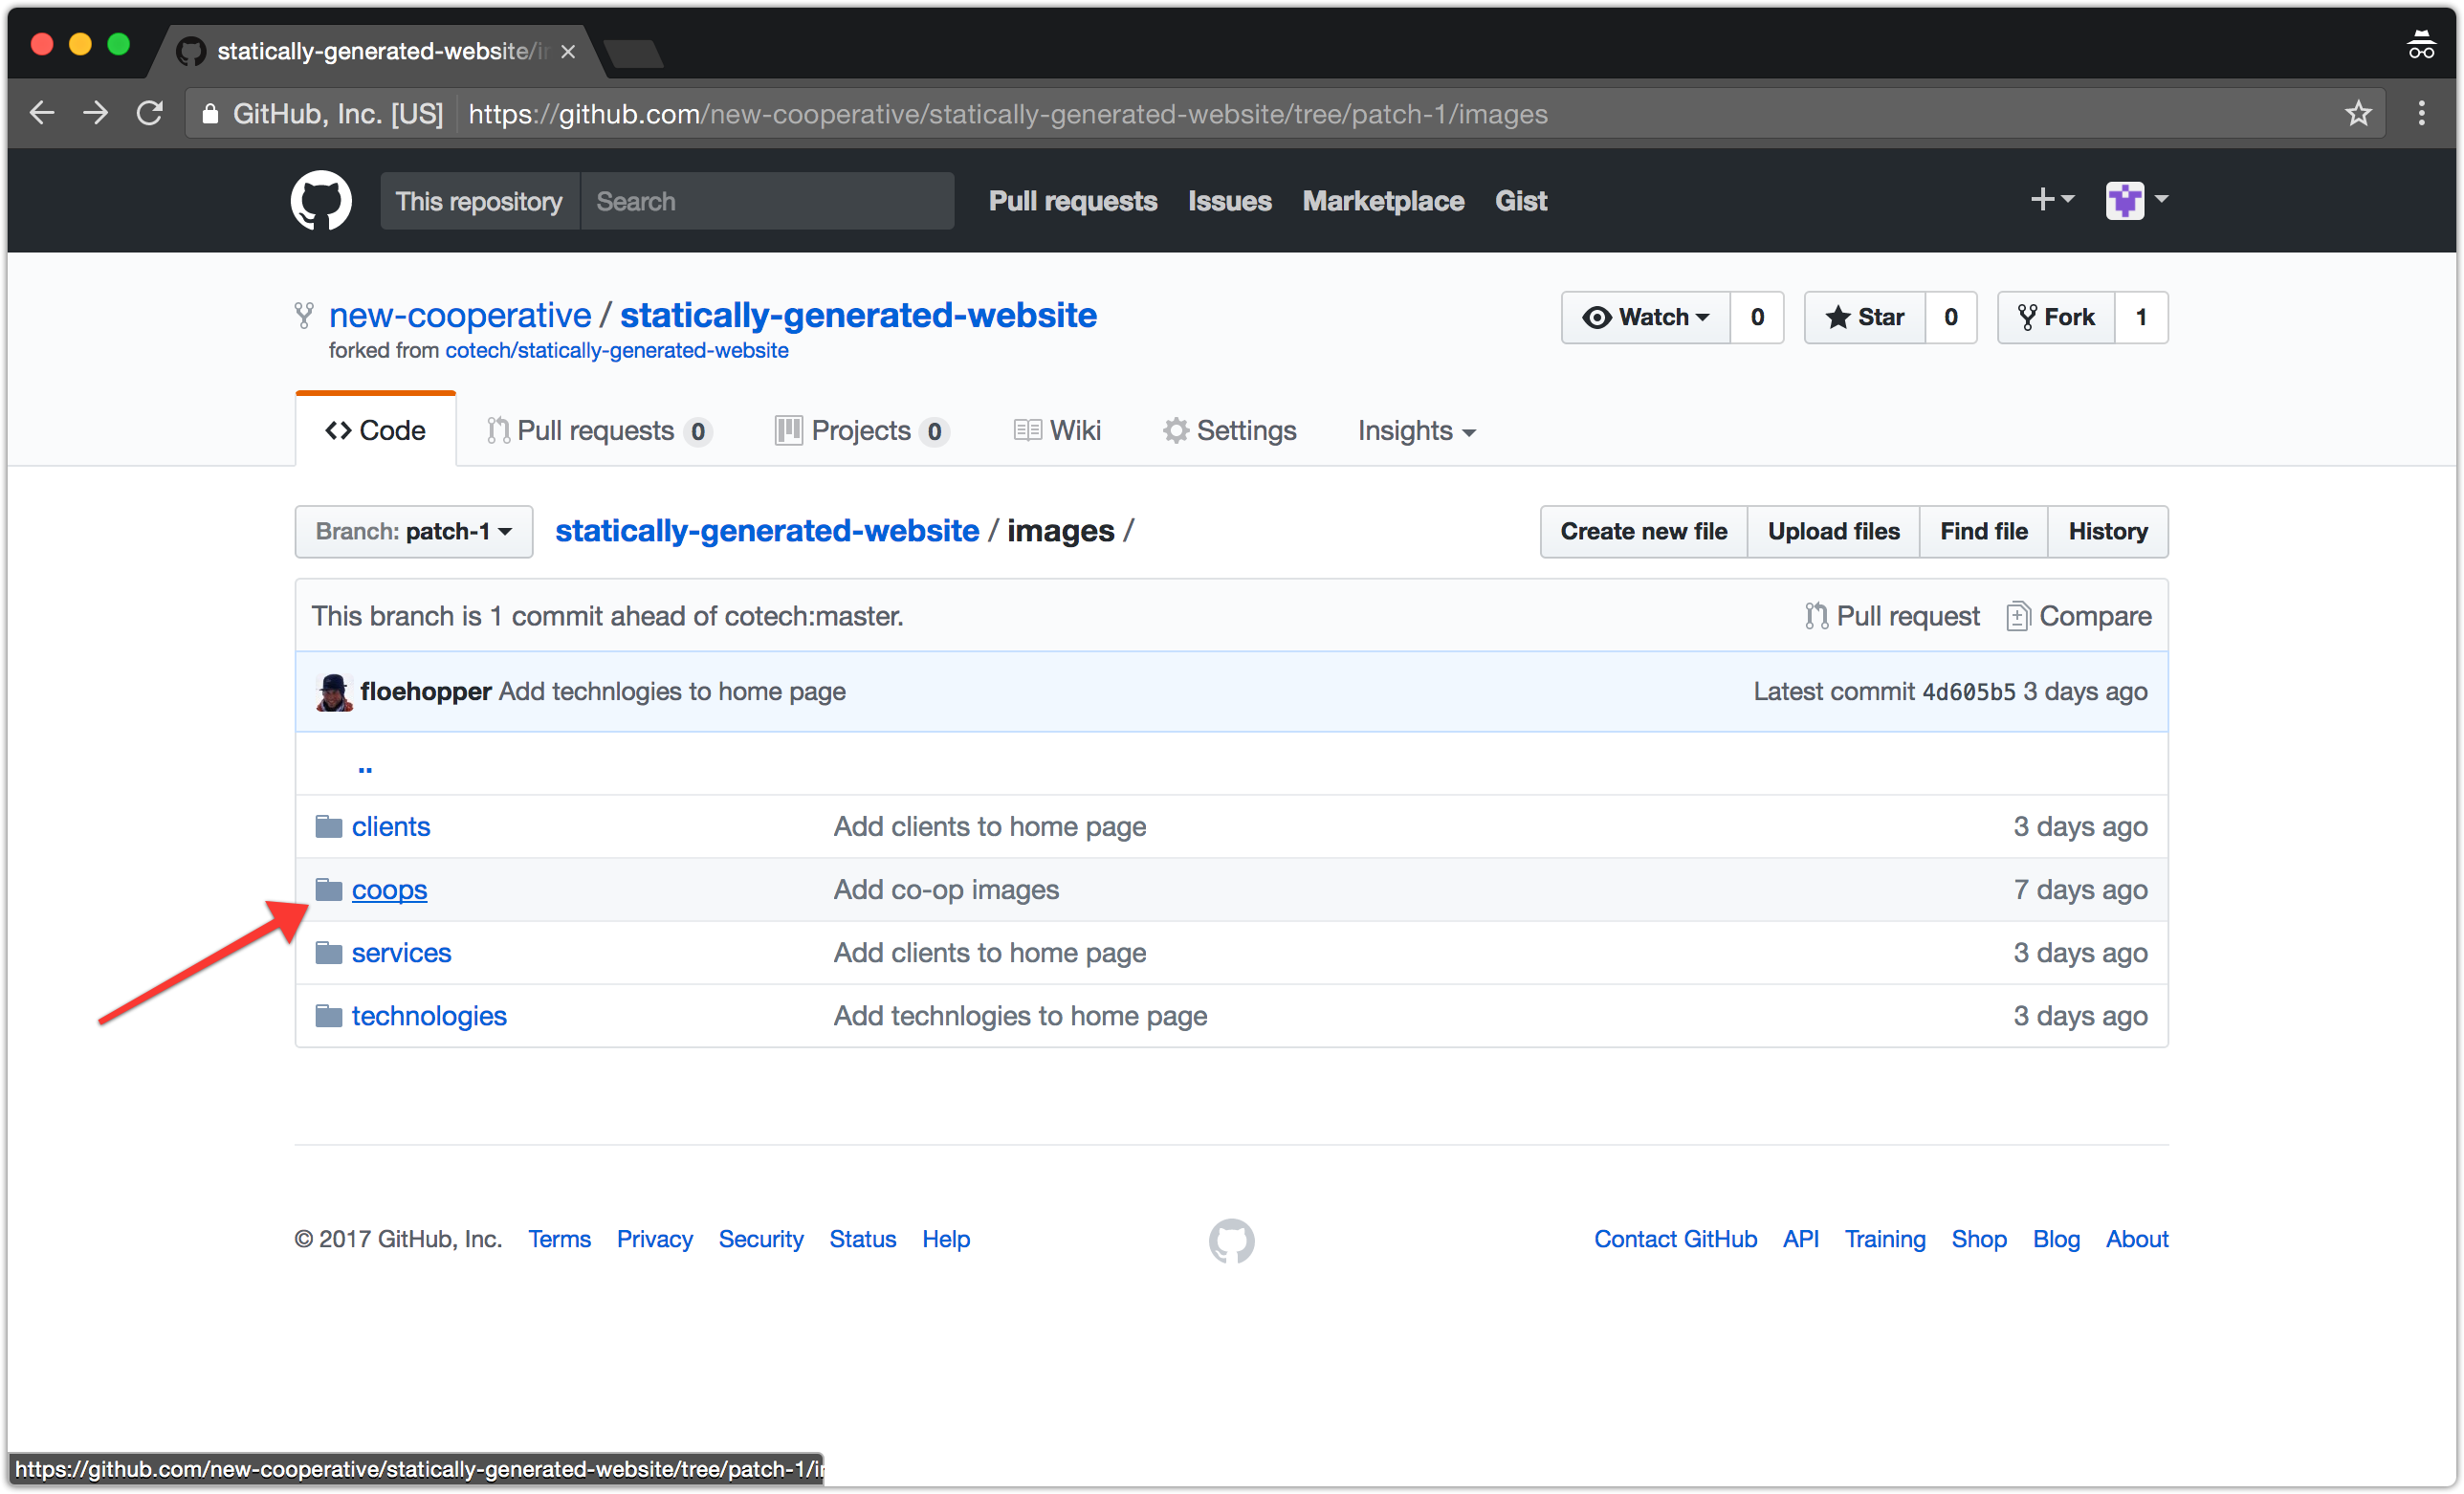 statically-generated-website/i
GitHub, Inc. [US] https://github.com/new-cooperative/statically-generated-website/tree/patch-1/images
This repository Search Pull requests Issues Marketplace Gist
new-cooperative / statically-generated-website Watch 0 Star 0 Fork 1
forked from cotech/statically-generated-website
Code Pull requests 0 Projects 0 Wiki Settings Insights
Branch: patch-1 statically-generated-website / images / Create new file Upload files Find file History
This branch is 1 commit ahead of cotech:master. Pull request Compare
floehopper Add technlogies to home page Latest commit 4d605b5 3 days ago
..
clients Add clients to home page 3 days ago
coops Add co-op images 7 days ago
services Add clients to home page 3 days ago
technologies Add technlogies to home page 3 days ago
© 2017 GitHub, Inc. Terms Privacy Security Status Help Contact GitHub API Training Shop Blog About
https://github.com/new-cooperative/statically-generated-website/tree/patch-1/i